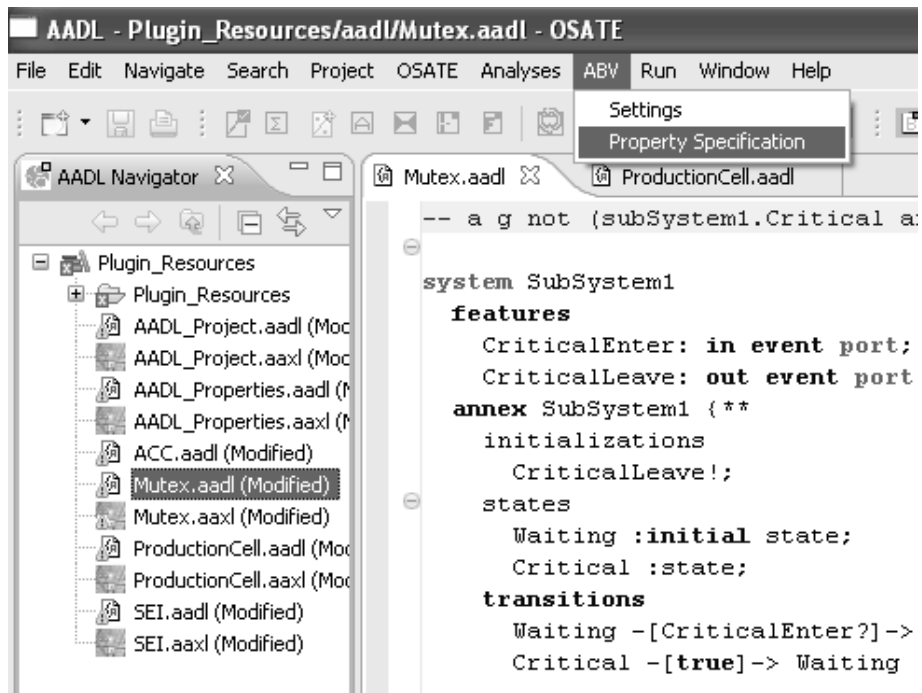 AADL - Plugin_Resources/aadl/Mutex.aadl - OSATE
File Edit Navigate Search Project OSATE Analyses ABV Run Window Help
Settings
Property Specification
AADL Navigator
Mutex.aadl
ProductionCell.aadl
Plugin_Resources
Plugin_Resources
AADL_Project.aadl (Mod
AADL_Project.aaxl (Mod
AADL_Properties.aadl (M
AADL_Properties.aaxl (M
ACC.aadl (Modified)
Mutex.aadl (Modified)
Mutex.aaxl (Modified)
ProductionCell.aadl (Mod
ProductionCell.aaxl (Mod
SEI.aadl (Modified)
SEI.aaxl (Modified)
-- a g not (subSystem1.Critical a
system SubSystem1
features
CriticalEnter: in event port;
CriticalLeave: out event port
annex SubSystem1 {**
initializations
CriticalLeave!;
states
Waiting :initial state;
Critical :state;
transitions
Waiting -[CriticalEnter?]->
Critical -[true]-> Waiting